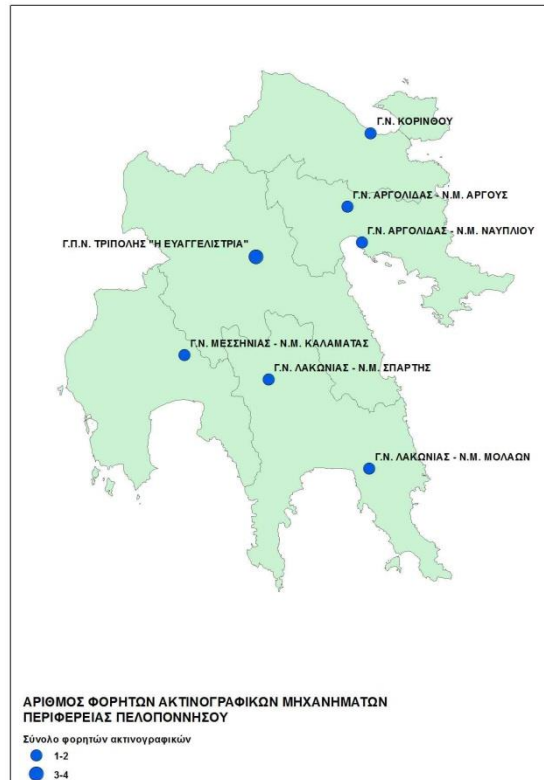 Γ.Ν. ΚΟΡΙΝΘΟΥ
Γ.Ν. ΑΡΓΟΛΙΔΑΣ - Ν.Μ. ΑΡΓΟΥΣ
Γ.Ν. ΑΡΓΟΛΙΔΑΣ - Ν.Μ. ΝΑΥΠΛΙΟΥ
Γ.Π.Ν. ΤΡΙΠΟΛΗΣ "Η ΕΥΑΓΓΕΛΙΣΤΡΙΑ"
Γ.Ν. ΜΕΣΣΗΝΙΑΣ - Ν.Μ. ΚΑΛΑΜΑΤΑΣ
Γ.Ν. ΛΑΚΩΝΙΑΣ - Ν.Μ. ΣΠΑΡΤΗΣ
Γ.Ν. ΛΑΚΩΝΙΑΣ - Ν.Μ. ΜΟΛΑΩΝ
ΑΡΙΘΜΟΣ ΦΟΡΗΤΩΝ ΑΚΤΙΝΟΓΡΑΦΙΚΩΝ ΜΗΧΑΝΗΜΑΤΩΝ
ΠΕΡΙΦΕΡΕΙΑΣ ΠΕΛΟΠΟΝΝΗΣΟΥ
Σύνολο φορητών ακτινογραφικών
1-2
3-4